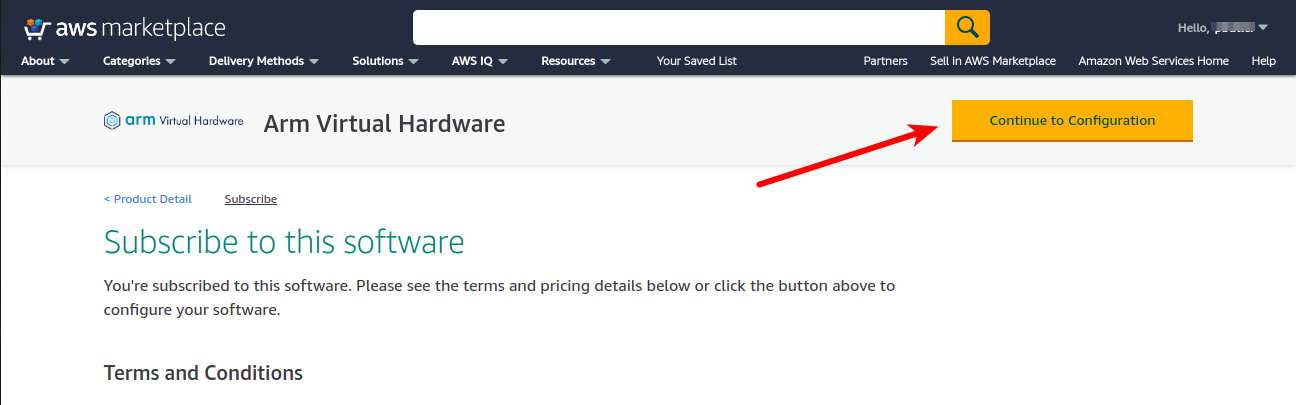 aws marketplace
Hello,
About Categories Delivery Methods Solutions AWS IQ Resources Your Saved List Partners Sell in AWS Marketplace Amazon Web Services Home Help
arm Virtual Hardware Arm Virtual Hardware Continue to Configuration
< Product Detail Subscribe
Subscribe to this software
You're subscribed to this software. Please see the terms and pricing details below or click the button above to
configure your software.
Terms and Conditions